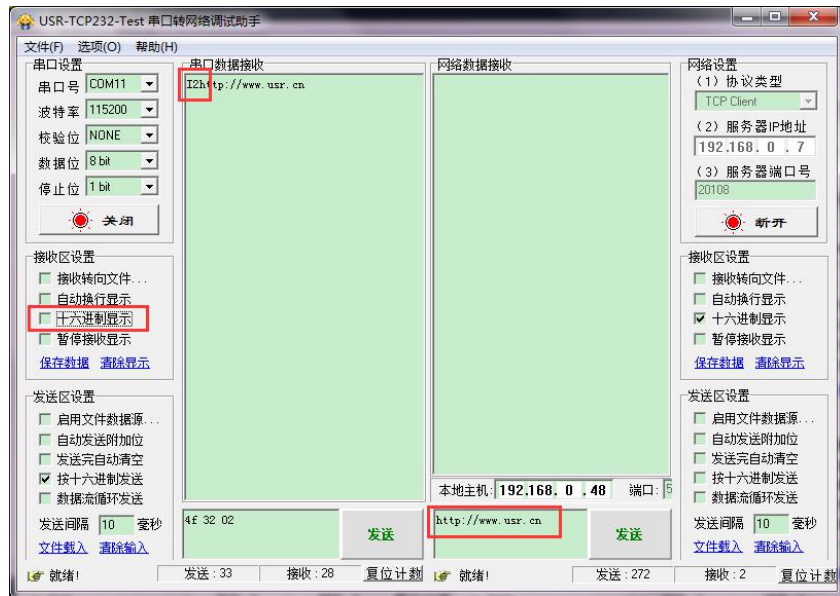 USR-TCP232-Test 串口转网络调试助手
文件(F) 选项(O) 帮助(H)
串口设置
串口号 COM11
波特率 115200
校验位 NONE
数据位 8 bit
停止位 1 bit
关闭
接收区设置
接收转向文件...
自动换行显示
十六进制显示
暂停接收显示
保存数据 清除显示
发送区设置
启用文件数据源...
自动发送附加位
发送完自动清空
按十六进制发送
数据流循环发送
发送间隔 10 毫秒
文件载入 清除输入
就绪!
串口数据接收
I2http://www.usr.cn
4f 32 02
发送
发送:33 接收:28 复位计数
网络数据接收
本地主机: 192.168. 0 .48 端口: 5
http://www.usr.cn
发送
就绪!
发送:272 接收:2 复位计数
网络设置
(1) 协议类型
TCP Client
(2) 服务器IP地址
192.168. 0 . 7
(3) 服务器端口号
20108
断开
接收区设置
接收转向文件...
自动换行显示
十六进制显示
暂停接收显示
保存数据 清除显示
发送区设置
启用文件数据源...
自动发送附加位
发送完自动清空
按十六进制发送
数据流循环发送
发送间隔 10 毫秒
文件载入 清除输入